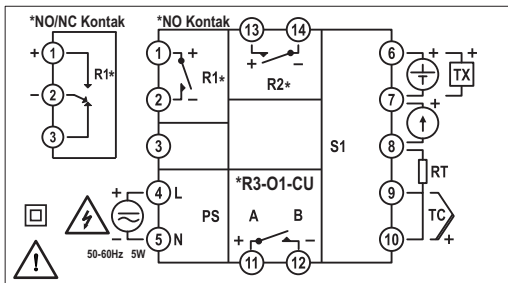 *NO/NC Kontak
*NO Kontak
13 14
+ 1
R1*
− 2
3
1 +
R1*
2 −
+ −
R2*
3
6 +
TX
7
+
8
S1
RT
9
TC
10 +
*R3-O1-CU
A B
+ −
11 12
+ 4 L
PS
− 5 N
50-60Hz 5W